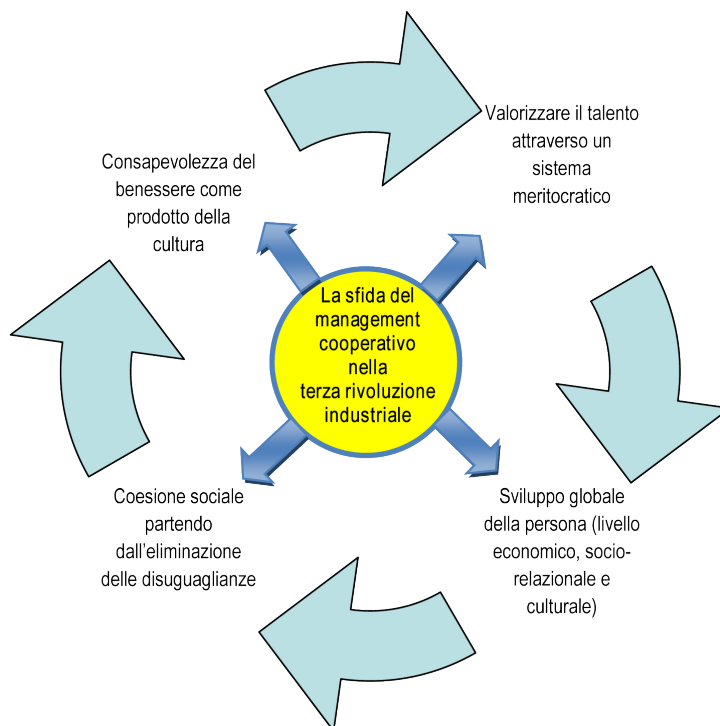 Valorizzare il talento
attraverso un
sistema
meritocratico
Consapevolezza del
benessere come
prodotto della
cultura
La sfida del
management
cooperativo
nella
terza rivoluzione
industriale
Coesione sociale
partendo
dall'eliminazione
delle disuguaglianze
Sviluppo globale
della persona (livello
economico, socio-
relazionale e
culturale)